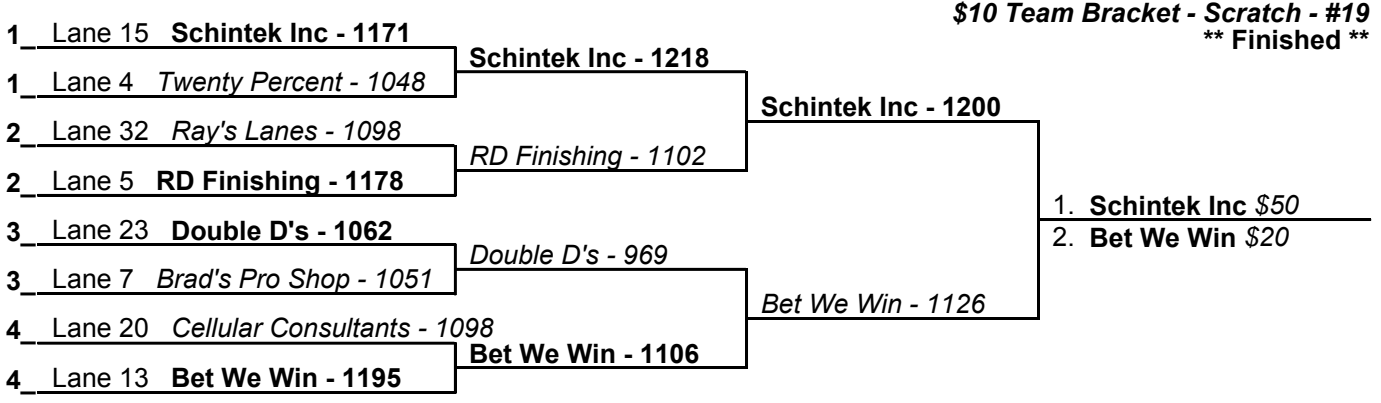 $10 Team Bracket - Scratch - #19
** Finished **
1_ Lane 15 Schintek Inc - 1171
1_ Lane 4 Twenty Percent - 1048
2_ Lane 32 Ray's Lanes - 1098
2_ Lane 5 RD Finishing - 1178
3_ Lane 23 Double D's - 1062
3_ Lane 7 Brad's Pro Shop - 1051
4_ Lane 20 Cellular Consultants - 1098
4_ Lane 13 Bet We Win - 1195
Schintek Inc - 1218
RD Finishing - 1102
Double D's - 969
Bet We Win - 1106
Schintek Inc - 1200
Bet We Win - 1126
1. Schintek Inc $50
2. Bet We Win $20